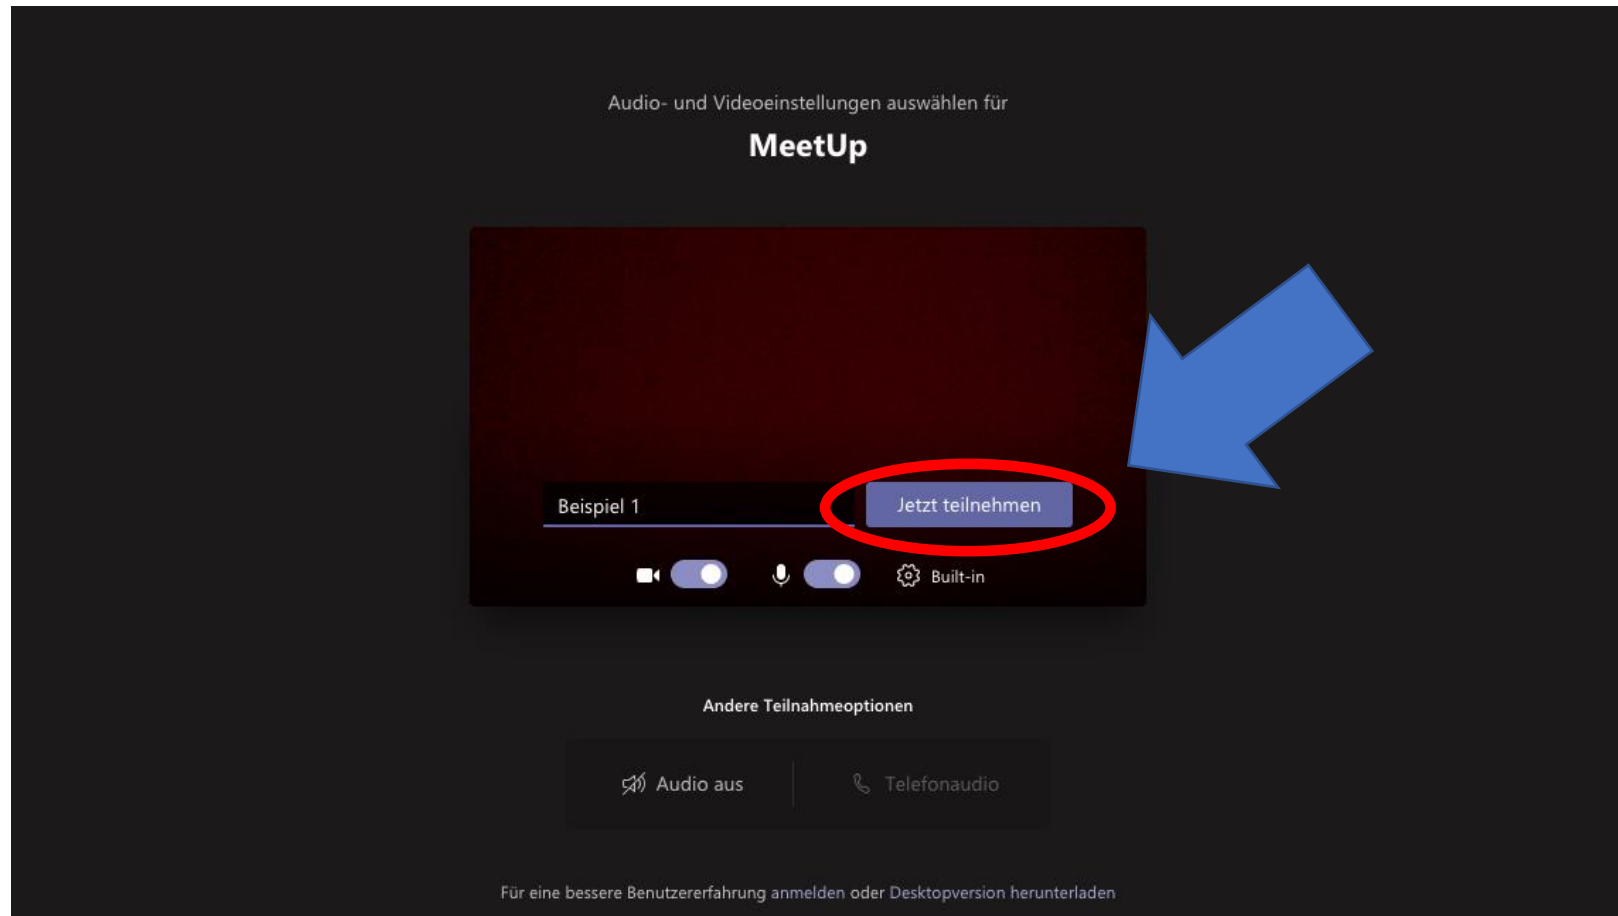 Audio- und Videoeinstellungen auswählen für
MeetUp
Beispiel 1
Jetzt teilnehmen
Built-in
Andere Teilnahmeoptionen
Audio aus
Telefonaudio
Für eine bessere Benutzererfahrung anmelden oder Desktopversion herunterladen